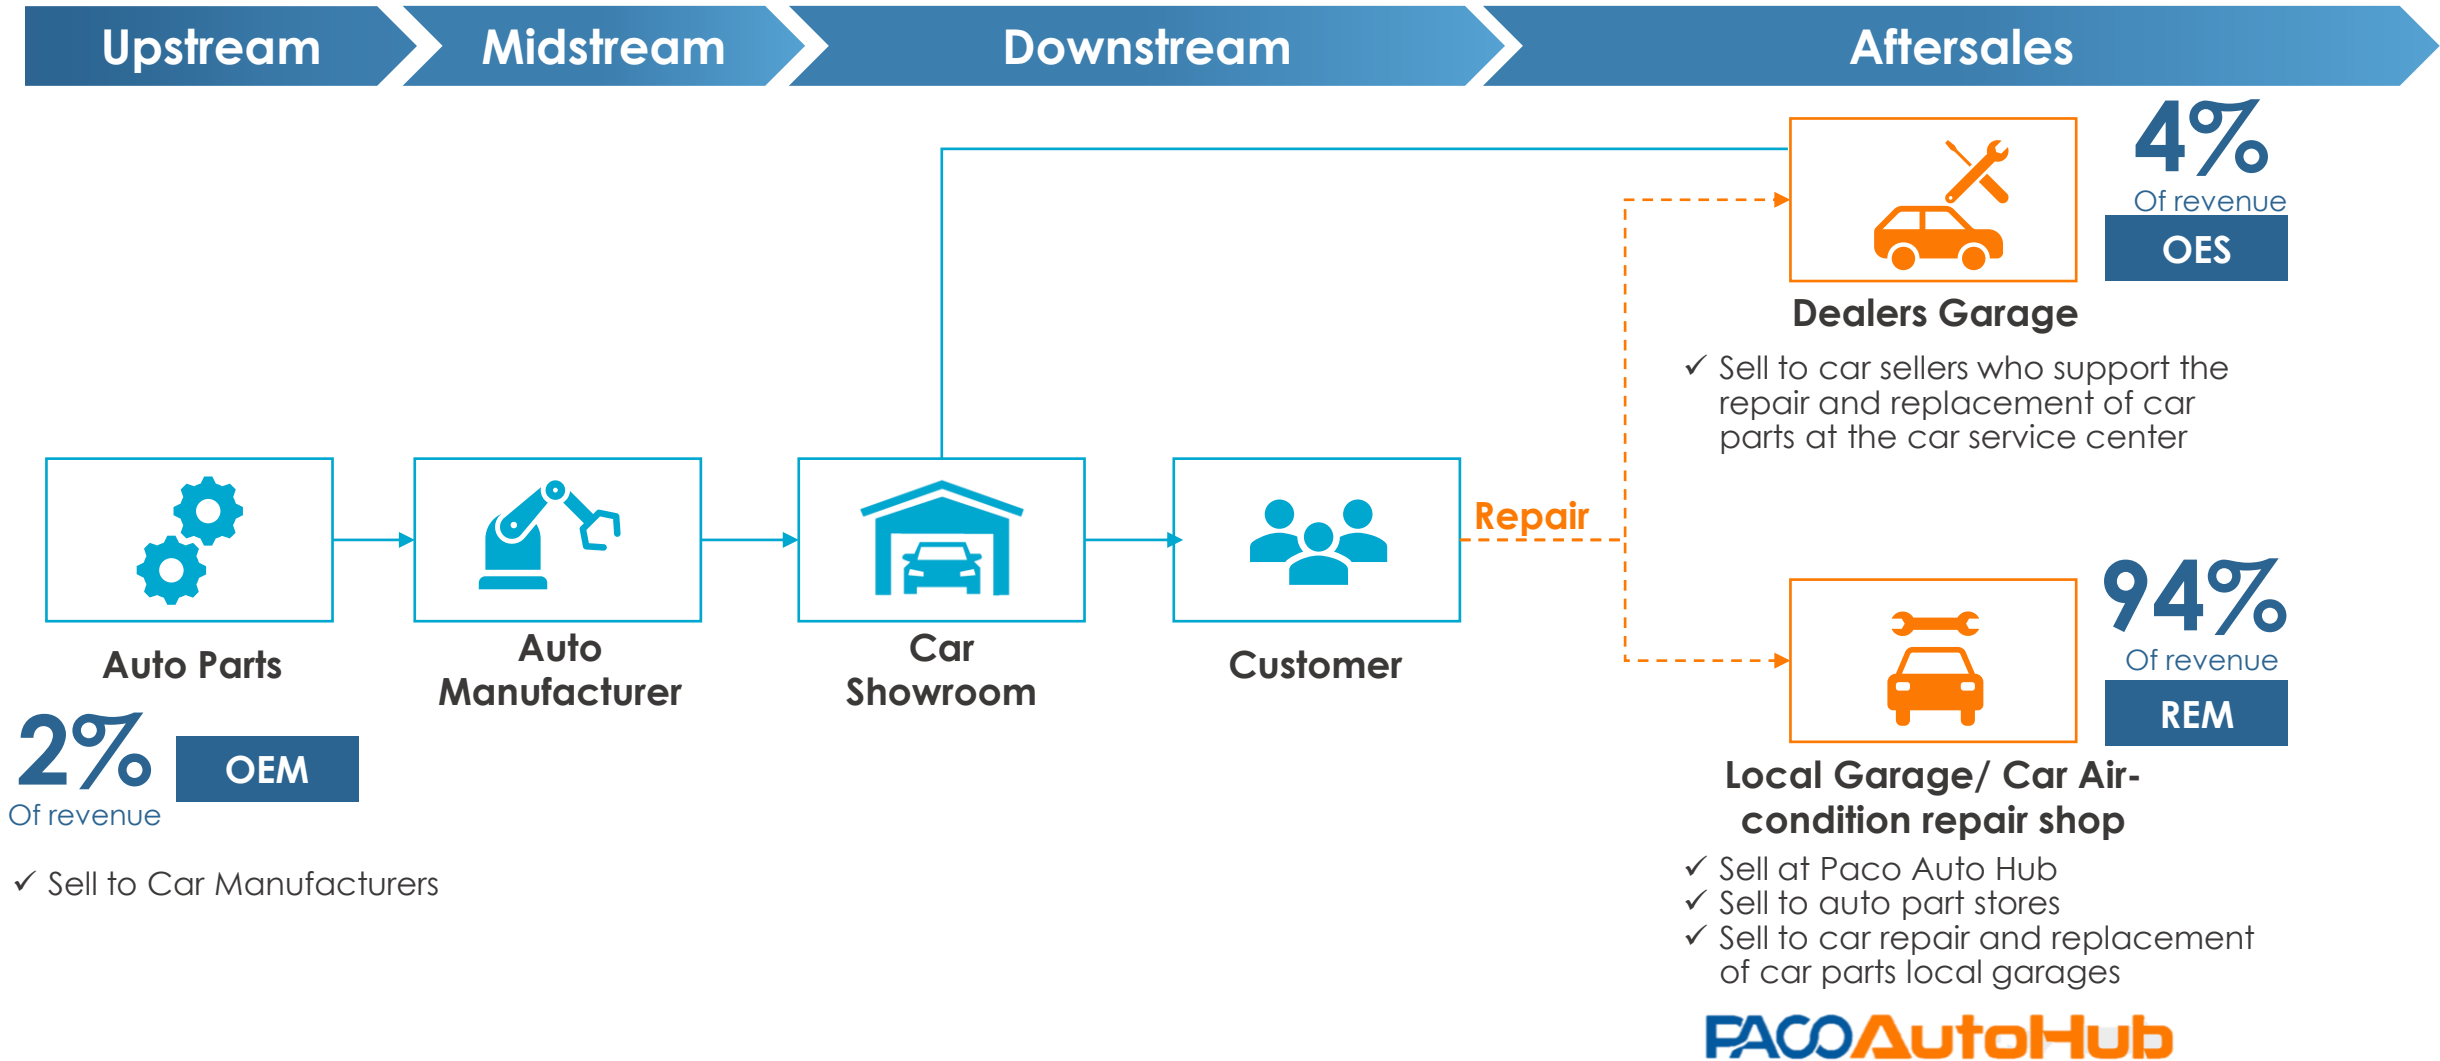 Upstream
Midstream
Downstream
Aftersales
4%
Of revenue
OES
Dealers Garage
✓ Sell to car sellers who support the
repair and replacement of car
parts at the car service center
Repair
Auto Parts
Auto
Manufacturer
Car
Showroom
Customer
2%
Of revenue
OEM
✓ Sell to Car Manufacturers
94%
Of revenue
REM
Local Garage/ Car Air-
condition repair shop
✓ Sell at Paco Auto Hub
✓ Sell to auto part stores
✓ Sell to car repair and replacement
of car parts local garages
PACO AutoHub